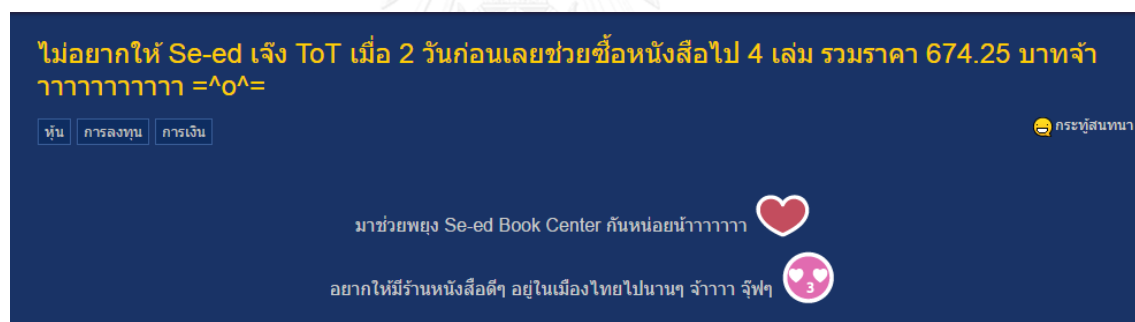 ไม่อยากให้ Se-ed เจ๊ง ToT เมื่อ 2 วันก่อนเลยช่วยซื้อหนังสือไป 4 เล่ม รวมราคา 674.25 บาทจ้า
าาาาาาาาาาา =^o^=
หุ้น การลงทุน การเงิน
กระทู้สนทนา
มาช่วยพยุง Se-ed Book Center กันหน่อยน้าาาาาาา
อยากให้มีร้านหนังสือดีๆ อยู่ในเมืองไทยไปนานๆ จ้าาาา จุ๊ฟๆ